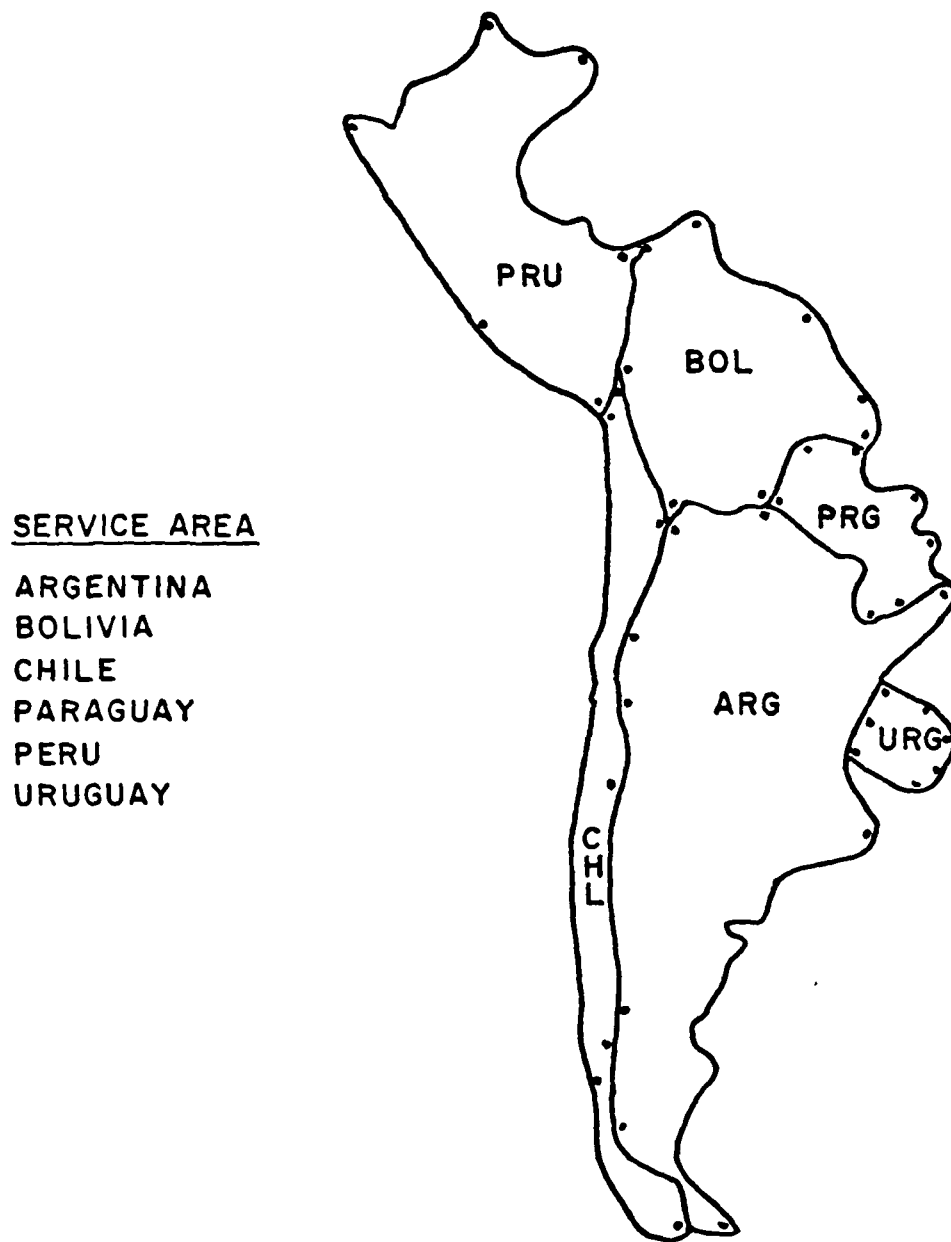 PRU
BOL
SERVICE AREA
PRG
ARGENTINA
BOLIVIA
CHILE
ARG
PARAGUAY
URG
PERU
URUGUAY
C
H
L